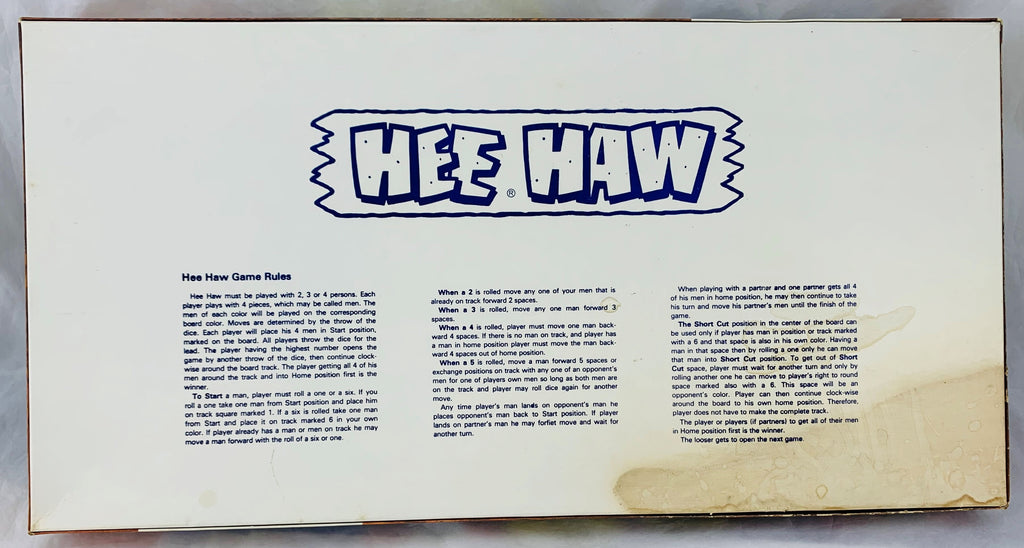 HEE HAW
®
Hee Haw Game Rules
Hee Haw must be played with 2, 3 or 4 persons. Each
player plays with 4 pieces, which may be called men. The
men of each color will be played on the corresponding
board color. Moves are determined by the throw of the
dice. Each player will place his 4 men in Start position,
marked on the board. All players throw the dice for the
lead. The player having the highest number opens the
game by another throw of the dice, then continue clock-
wise around the board track. The player getting all 4 of his
men around the track and into Home position first is the
winner.
To Start a man, player must roll a one or a six. If you
roll a one take one man from Start position and place him
on track square marked 1. If a six is rolled take one man
from Start and place it on track marked 6 in your own
color. If player already has a man or men on track he may
move a man forward with the roll of a six or one.
When a 2 is rolled move any one of your men that is
already on track forward 2 spaces.
When a 3 is rolled, move any one man forward 3
spaces.
When a 4 is rolled, player must move one man back-
ward 4 spaces. If there is no man on track, and player has
a man in home position player must move the man back-
ward 4 spaces out of home position.
When a 5 is rolled, move a man forward 5 spaces or
exchange positions on track with any one of an opponent's
men for one of players own men so long as both men are
on the track and player may roll dice again for another
move.
Any time player's man lands on opponent's man he
places opponent's man back to Start position. If player
lands on partner's man he may forfiet move and wait for
another turn.
When playing with a partner and one partner gets all 4
of his men in home position, he may then continue to take
his turn and move his partner's men until the finish of the
game.
The Short Cut position in the center of the board can
be used only if player has man in position or track marked
with a 6 and that space is also in his own color. Having a
man in that space then by rolling a one only he can move
that man into Short Cut position. To get out of Short
Cut space, player must wait for another turn and only by
rolling another one he can move to player's right to round
space marked also with a 6. This space will be an
opponent's color. Player can then continue clock-wise
around the board to his own home position. Therefore,
player does not have to make the complete track.
The player or players (if partners) to get all of their men
in Home position first is the winner.
The looser gets to open the next game.